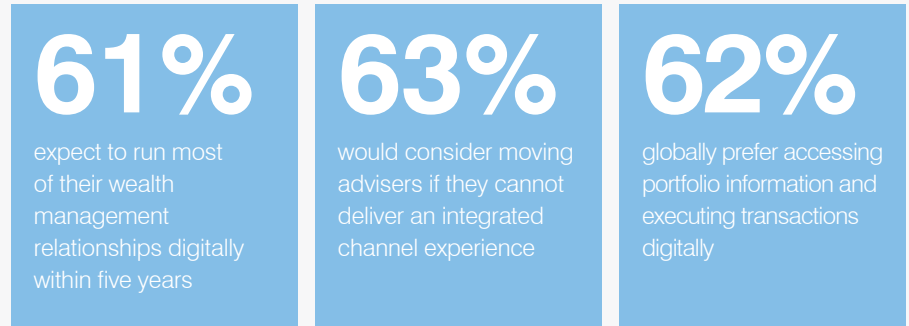 61%
expect to run most
of their wealth
management
relationships digitally
within five years
63%
would consider moving
advisers if they cannot
deliver an integrated
channel experience
62%
globally prefer accessing
portfolio information and
executing transactions
digitally